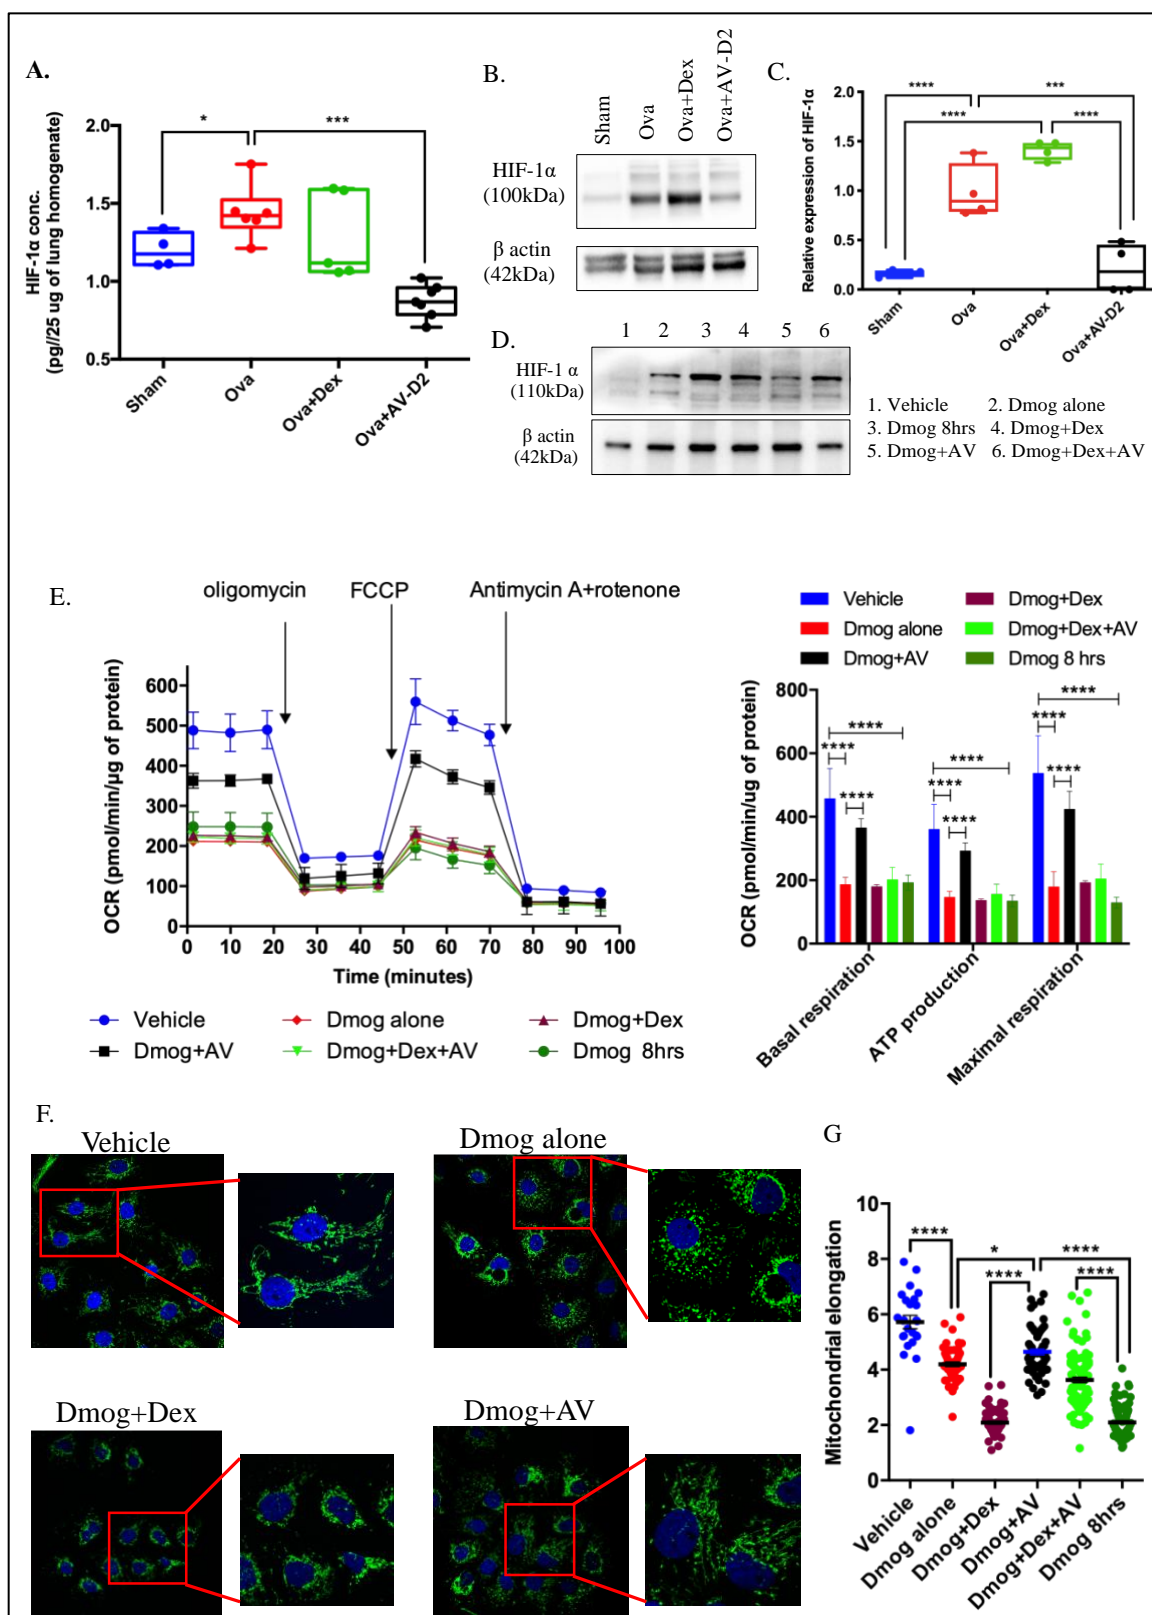 A.
*
***
2.0
1.5
1.0
0.5
HIF-1α conc.
(pg//25 ug of lung homogenate)
Sham
Ova
Ova+Dex
Ova+AV-D2
B.
Sham
Ova
Ova+Dex
Ova+AV-D2
HIF-1α
(100kDa)
β actin
(42kDa)
C.
****
***
****
****
2.0
1.5
1.0
0.5
0.0
Relative expression of HIF-1α
Sham
Ova
Ova+Dex
Ova+AV-D2
D.
1 2 3 4 5 6
HIF-1 α
(110kDa)
β actin
(42kDa)
1. Vehicle 2. Dmog alone
3. Dmog 8hrs 4. Dmog+Dex
5. Dmog+AV 6. Dmog+Dex+AV
E.
oligomycin FCCP Antimycin A+rotenone
600
500
400
300
200
100
0
OCR (pmol/min/µg of protein)
0 10 20 30 40 50 60 70 80 90 100
Time (minutes)
Vehicle Dmog alone Dmog+Dex
Dmog+AV Dmog+Dex+AV Dmog 8hrs
Vehicle Dmog+Dex
Dmog alone Dmog+Dex+AV
Dmog+AV Dmog 8 hrs
800
600
400
200
0
OCR (pmol/min/ug of protein)
****
****
****
****
****
****
****
****
****
Basal respiration
ATP production
Maximal respiration
F.
Vehicle
Dmog alone
Dmog+Dex
Dmog+AV
G
10
8
6
4
2
0
Mitochondrial elongation
****
*
****
****
****
Vehicle
Dmog alone
Dmog+Dex
Dmog+AV
Dmog+Dex+AV
Dmog 8hrs